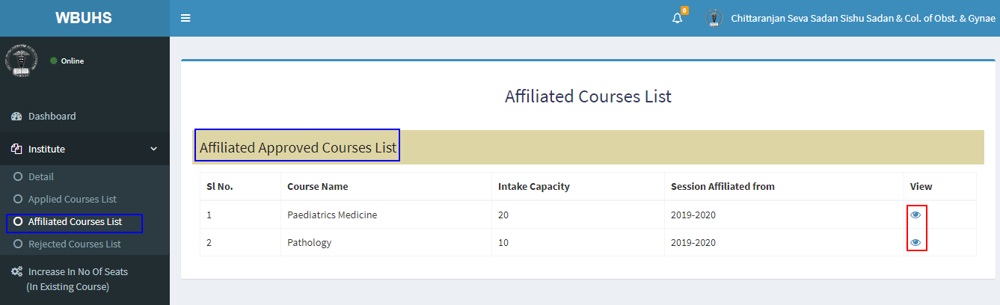 WBUHS
0
Chittaranjan Seva Sadan Sishu Sadan & Col. of Obst. & Gynae
Online
Dashboard
Institute
Detail
Applied Courses List
Affiliated Courses List
Rejected Courses List
Increase In No Of Seats
(In Existing Course)
Affiliated Courses List
Affiliated Approved Courses List
Sl No. Course Name Intake Capacity Session Affiliated from View
1 Paediatrics Medicine 20 2019-2020
2 Pathology 10 2019-2020